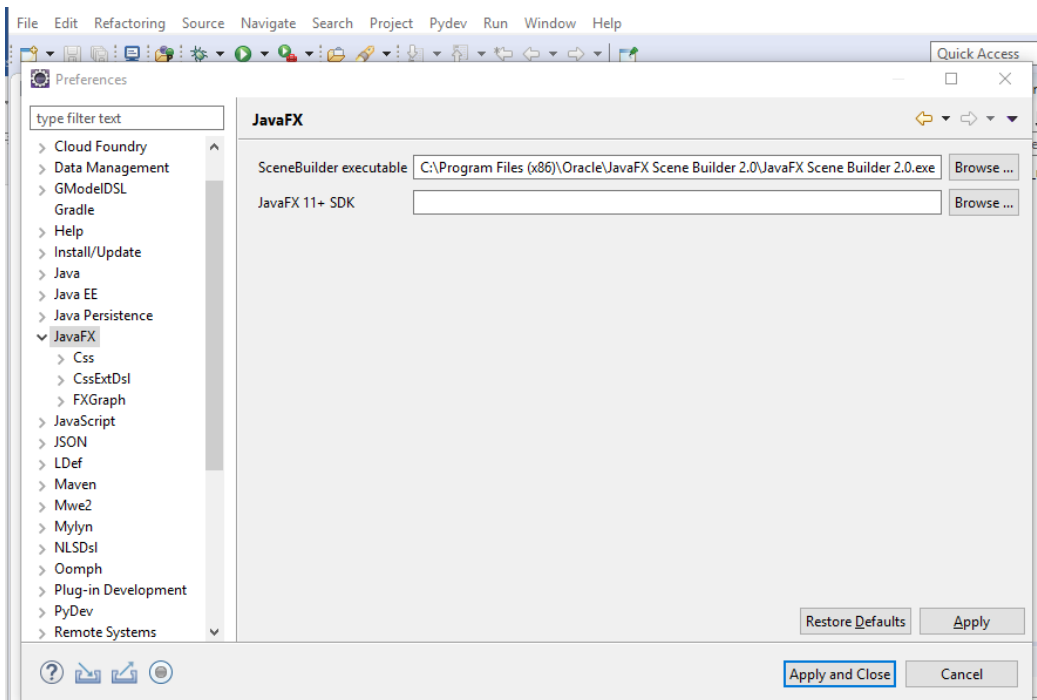 File Edit Refactoring Source Navigate Search Project Pydev Run Window Help
Quick Access
Preferences
type filter text
JavaFX
Cloud Foundry
Data Management
GModelDSL
Gradle
Help
Install/Update
Java
Java EE
Java Persistence
JavaFX
Css
CssExtDsl
FXGraph
JavaScript
JSON
LDef
Maven
Mwe2
Mylyn
NLSDsl
Oomph
Plug-in Development
PyDev
Remote Systems
SceneBuilder executable C:\Program Files (x86)\Oracle\JavaFX Scene Builder 2.0\JavaFX Scene Builder 2.0.exe Browse ...
JavaFX 11+ SDK Browse ...
Restore Defaults Apply
Apply and Close Cancel